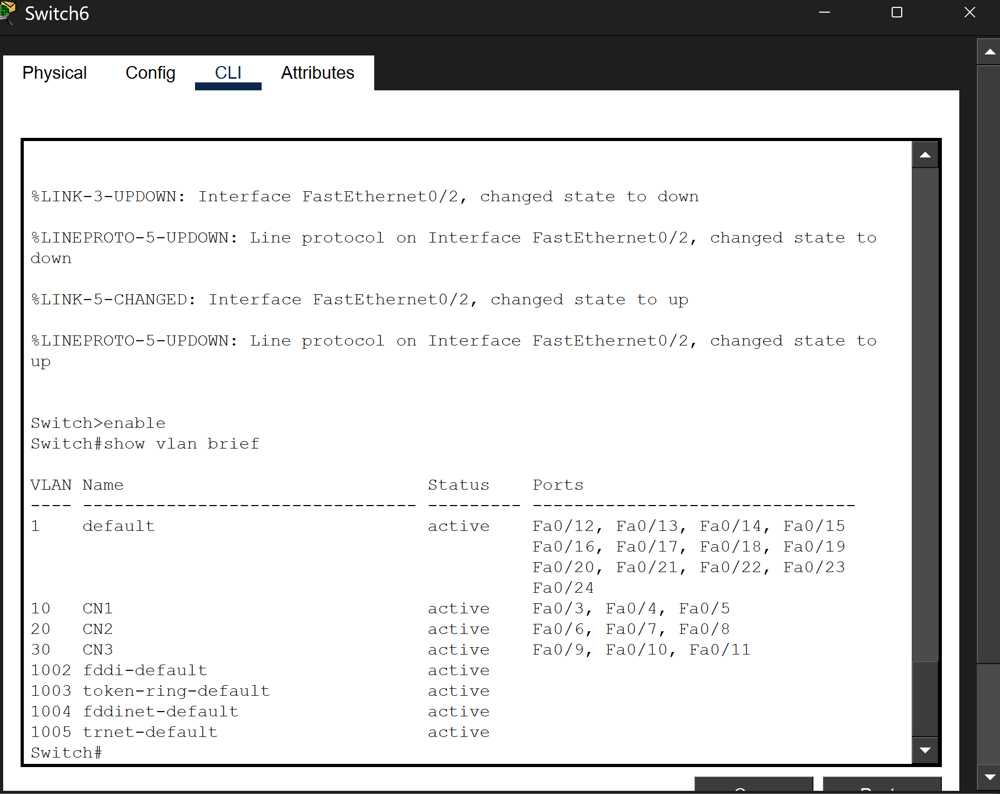 Switch6
Physical Config CLI Attributes
%LINK-3-UPDOWN: Interface FastEthernet0/2, changed state to down
%LINEPROTO-5-UPDOWN: Line protocol on Interface FastEthernet0/2, changed state to
down
%LINK-5-CHANGED: Interface FastEthernet0/2, changed state to up
%LINEPROTO-5-UPDOWN: Line protocol on Interface FastEthernet0/2, changed state to
up
Switch>enable
Switch#show vlan brief
VLAN Name                             Status    Ports
---- -------------------------------- --------- -------------------------------
1    default                          active    Fa0/12, Fa0/13, Fa0/14, Fa0/15
                                                Fa0/16, Fa0/17, Fa0/18, Fa0/19
                                                Fa0/20, Fa0/21, Fa0/22, Fa0/23
                                                Fa0/24
10   CN1                              active    Fa0/3, Fa0/4, Fa0/5
20   CN2                              active    Fa0/6, Fa0/7, Fa0/8
30   CN3                              active    Fa0/9, Fa0/10, Fa0/11
1002 fddi-default                     active
1003 token-ring-default               active
1004 fddinet-default                  active
1005 trnet-default                    active
Switch#